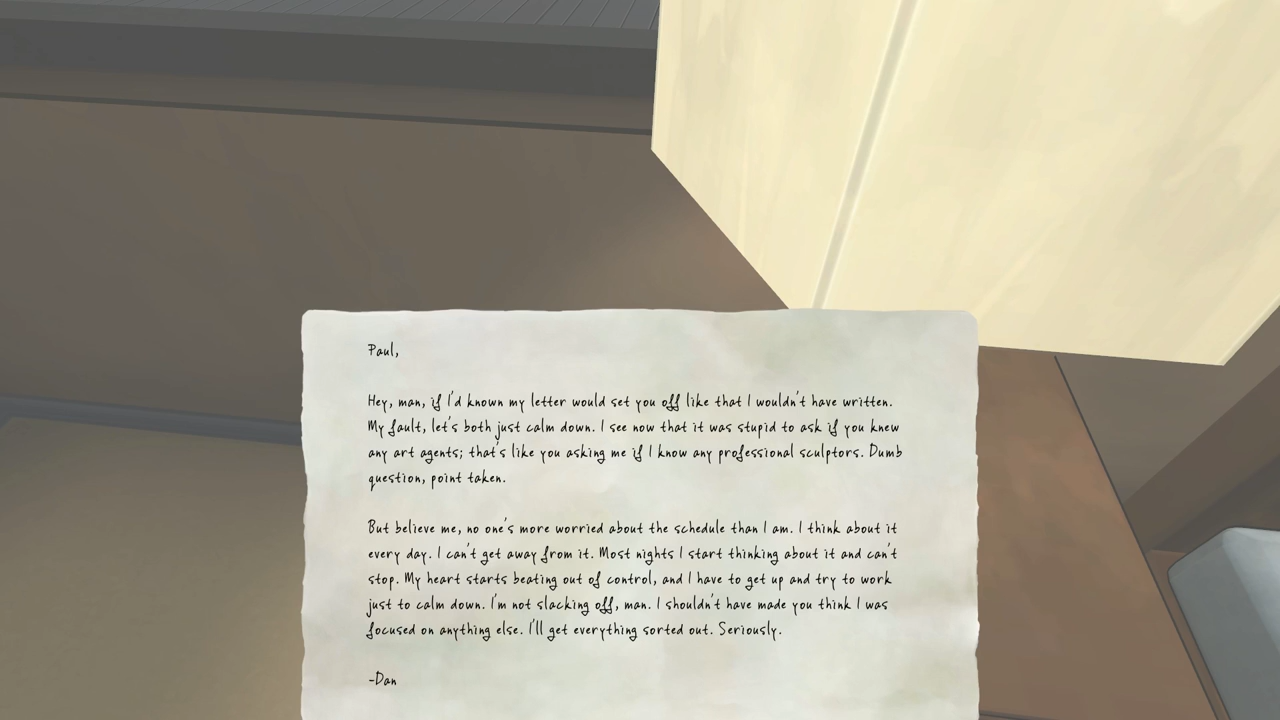 Paul,
Hey, man, if I'd known my letter would set you off like that I wouldn't have written.
My fault, let's both just calm down. I see now that it was stupid to ask if you knew
any art agents; that's like you asking me if I know any professional sculptors. Dumb
question, point taken.
But believe me, no one's more worried about the schedule than I am. I think about it
every day. I can't get away from it. Most nights I start thinking about it and can't
stop. My heart starts beating out of control, and I have to get up and try to work
just to calm down. I'm not slacking off, man. I shouldn't have made you think I was
focused on anything else. I'll get everything sorted out. Seriously.
-Dan